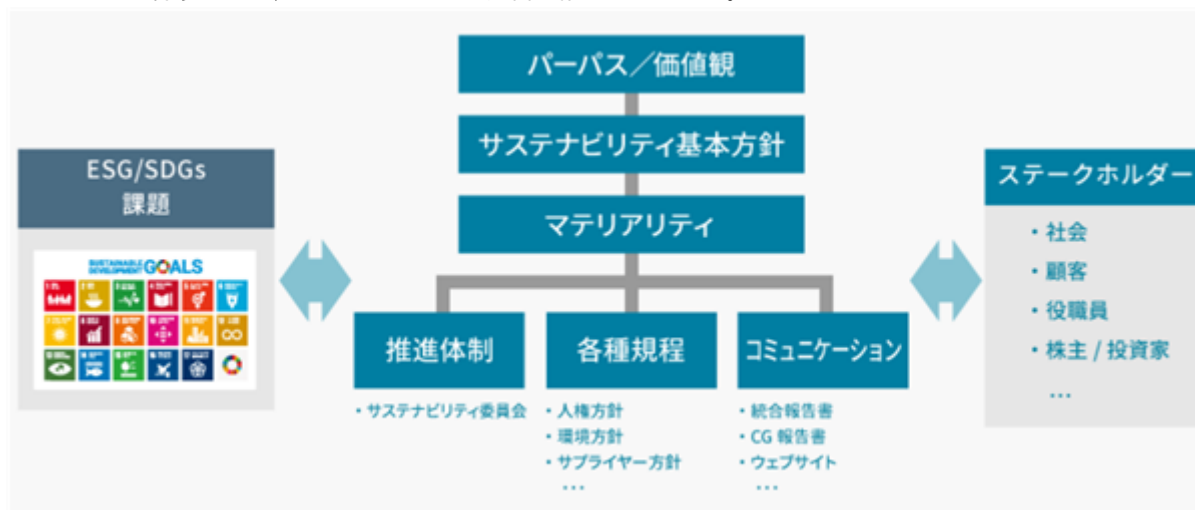 パーパス／価値観
サステナビリティ基本方針
マテリアリティ
ESG/SDGs
課題
SUSTAINABLE
DEVELOPMENT GOALS
推進体制
・サステナビリティ委員会
各種規程
・人権方針
・環境方針
・サプライヤー方針
…
コミュニケーション
・統合報告書
・CG 報告書
・ウェブサイト
…
ステークホルダー
・社会
・顧客
・役職員
・株主 / 投資家
…